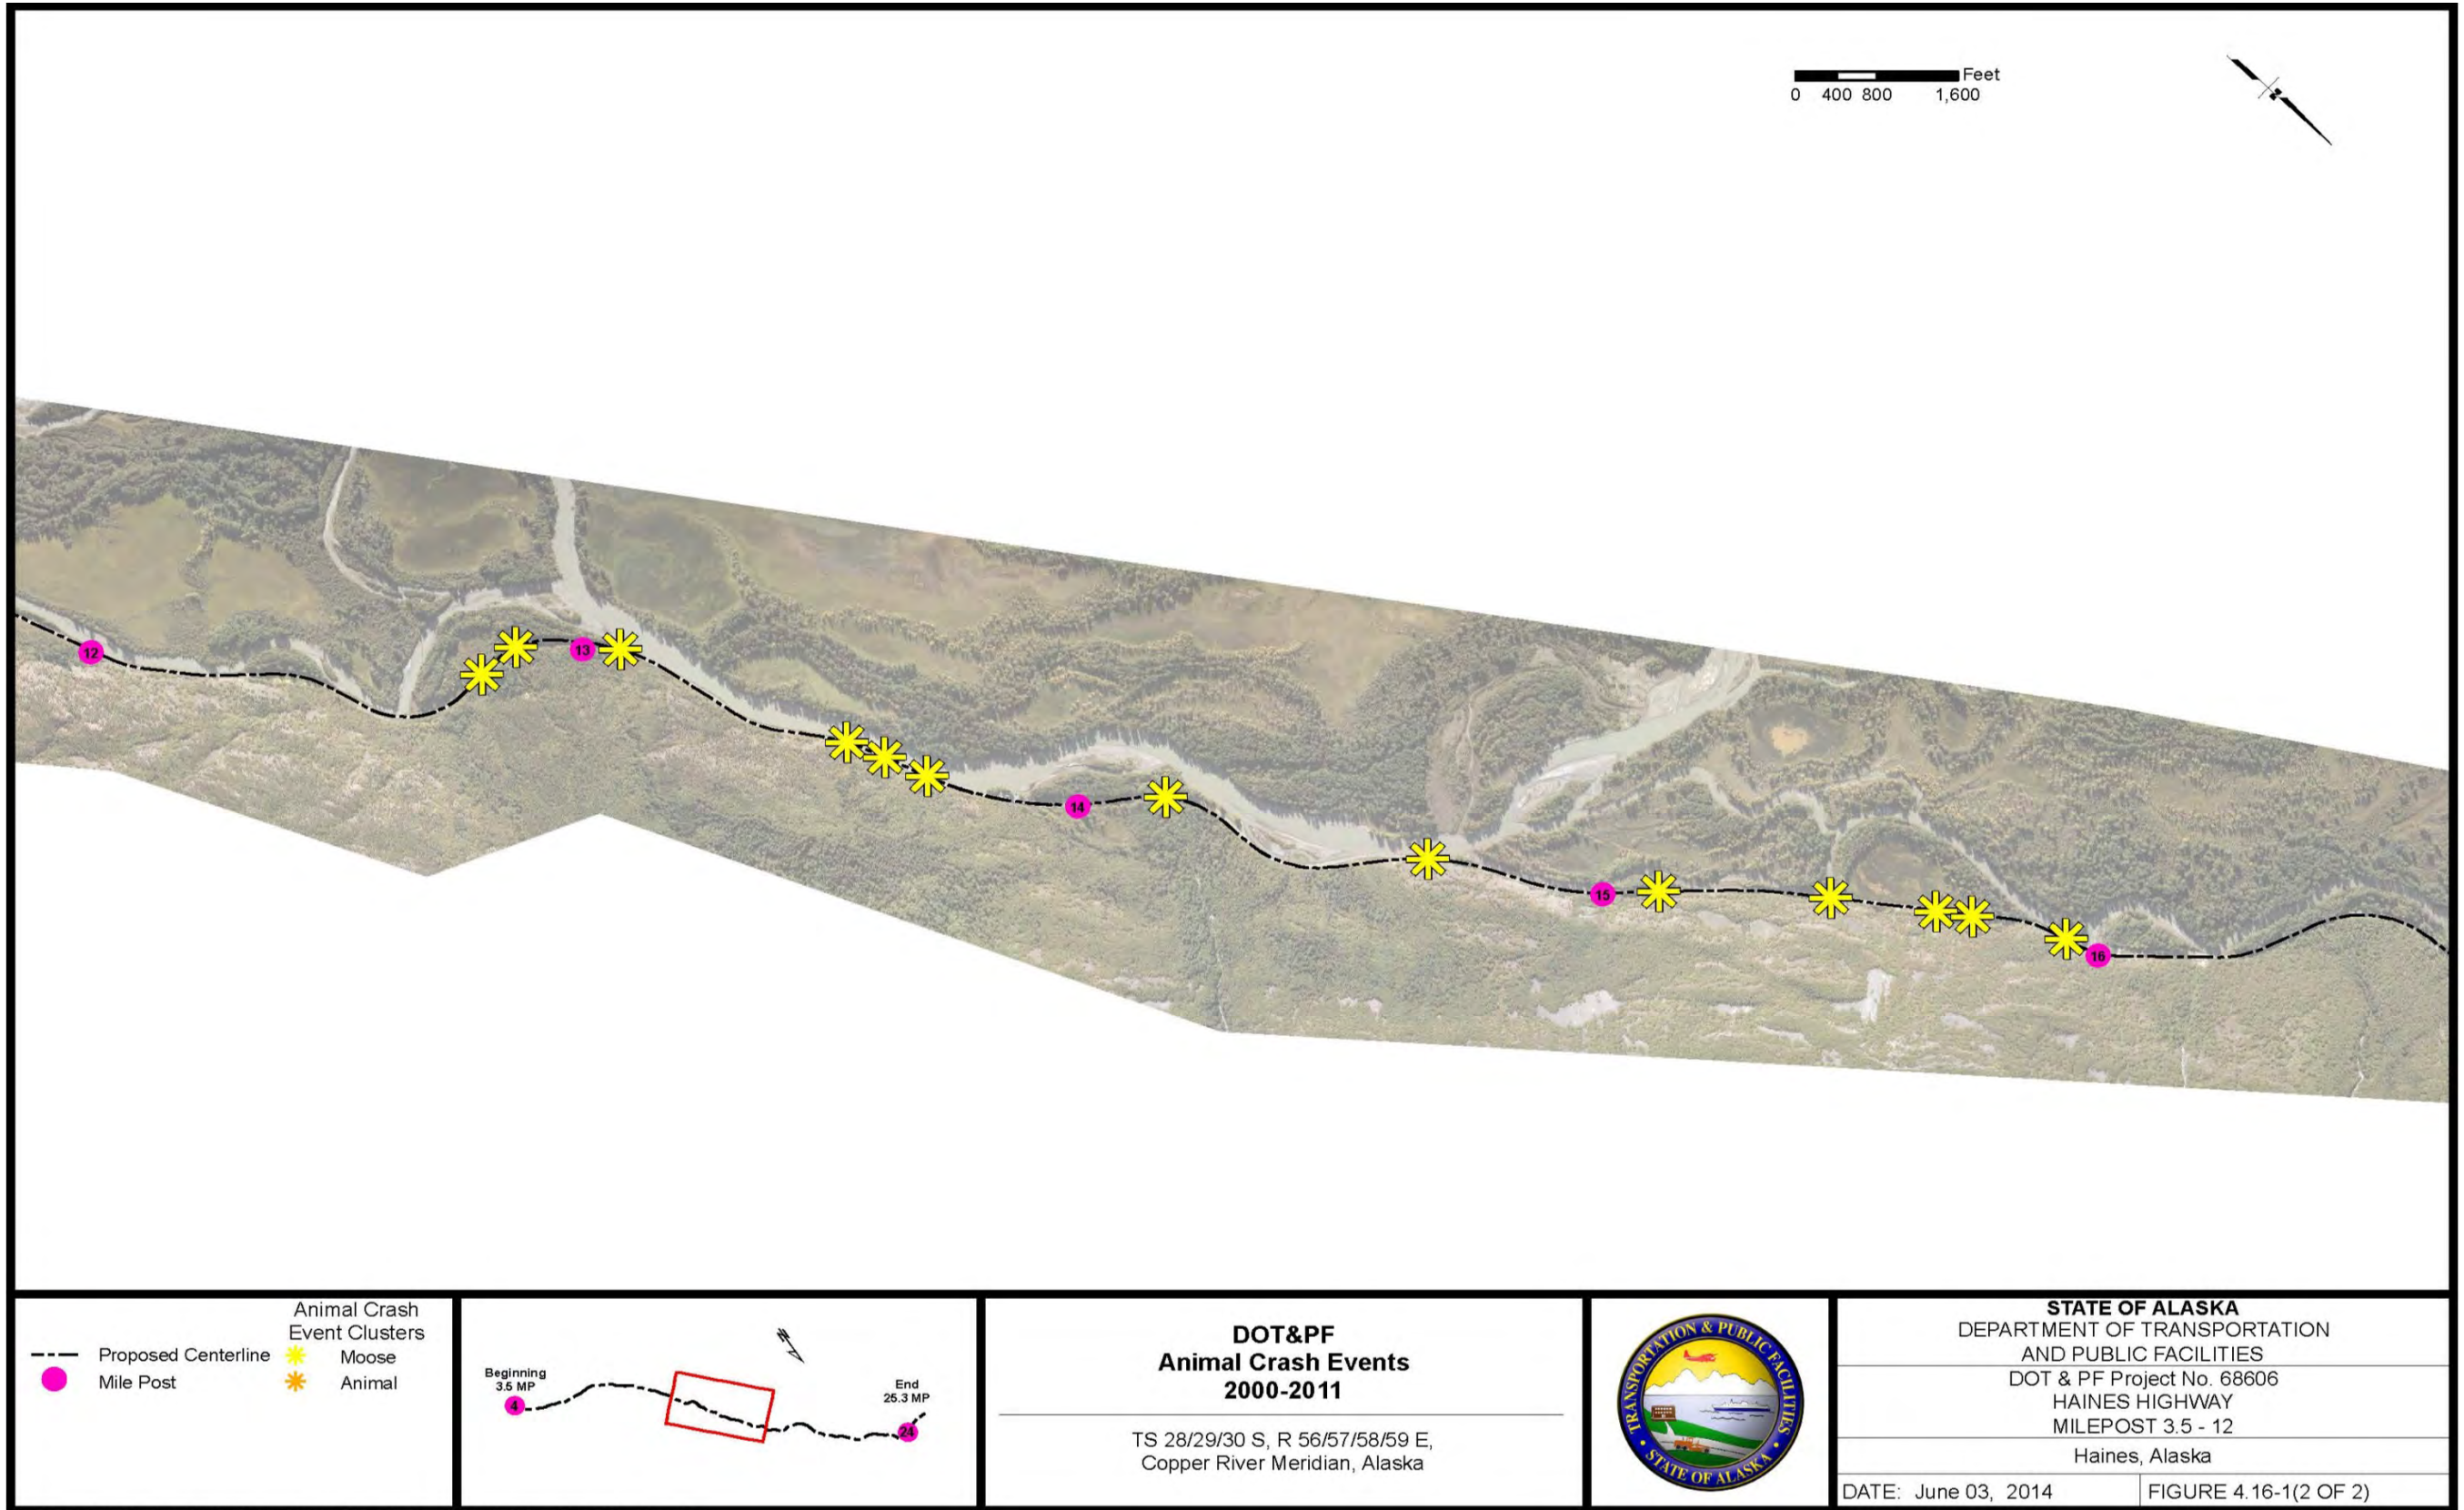 Feet
0 400 800 1,600
12
13
14
15
16
Animal Crash
Event Clusters
Proposed Centerline
Moose
Mile Post
Animal
N
Beginning
3.5 MP
4
End
25.3 MP
24
DOT&PF
Animal Crash Events
2000-2011
TS 28/29/30 S, R 56/57/58/59 E,
Copper River Meridian, Alaska
TRANSPORTATION & PUBLIC FACILITIES
STATE OF ALASKA
STATE OF ALASKA
DEPARTMENT OF TRANSPORTATION
AND PUBLIC FACILITIES
DOT & PF Project No. 68606
HAINES HIGHWAY
MILEPOST 3.5 - 12
Haines, Alaska
DATE: June 03, 2014
FIGURE 4.16-1(2 OF 2)